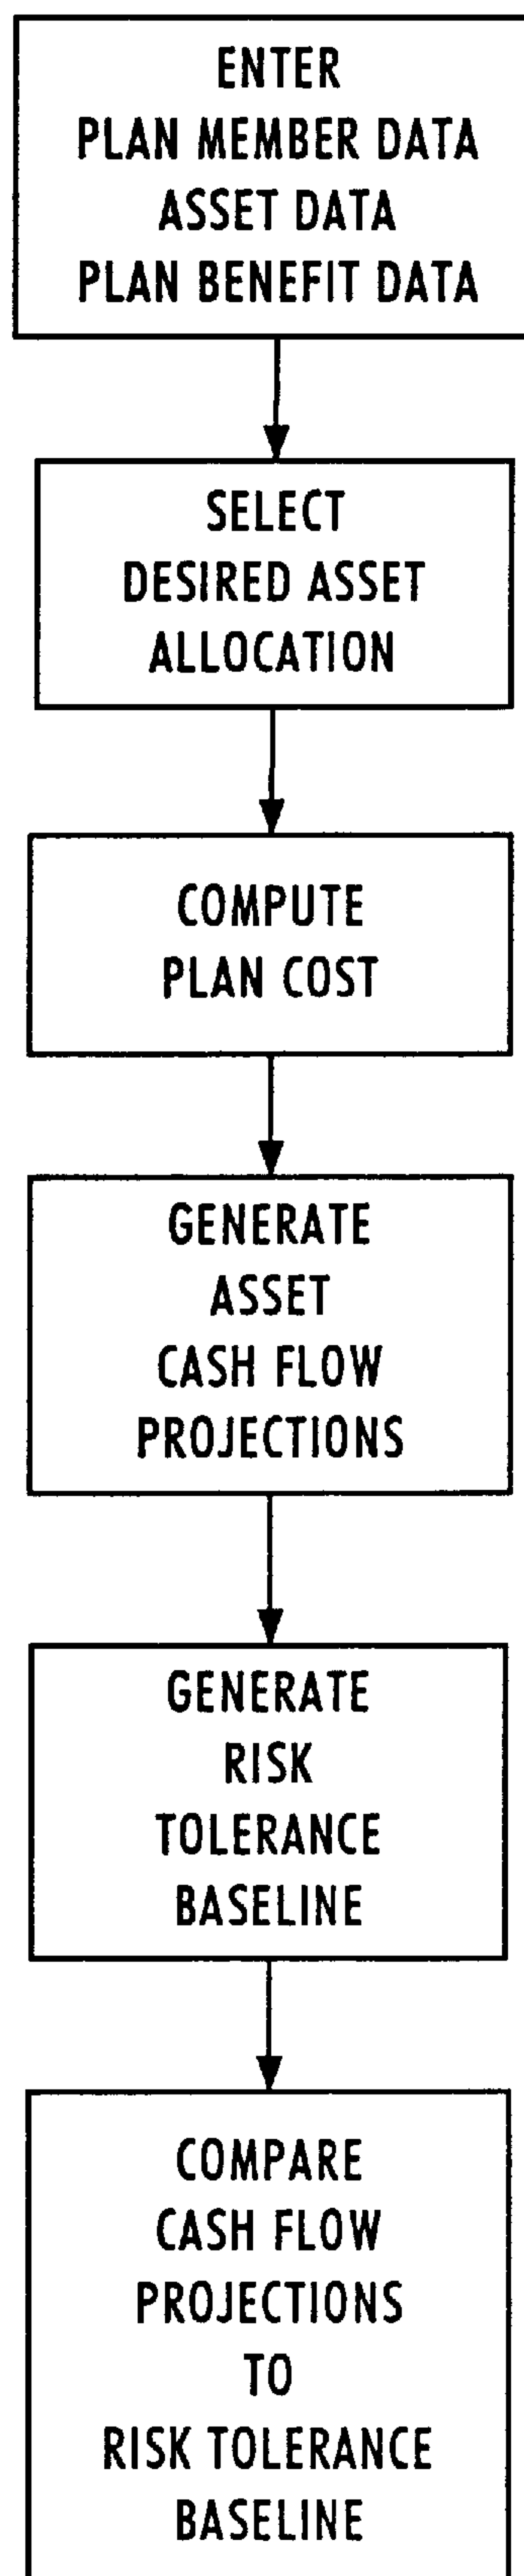 ENTER
PLAN MEMBER DATA
ASSET DATA
PLAN BENEFIT DATA
SELECT
DESIRED ASSET
ALLOCATION
COMPUTE
PLAN COST
GENERATE
ASSET
CASH FLOW
PROJECTIONS
GENERATE
RISK
TOLERANCE
BASELINE
COMPARE
CASH FLOW
PROJECTIONS
TO
RISK TOLERANCE
BASELINE